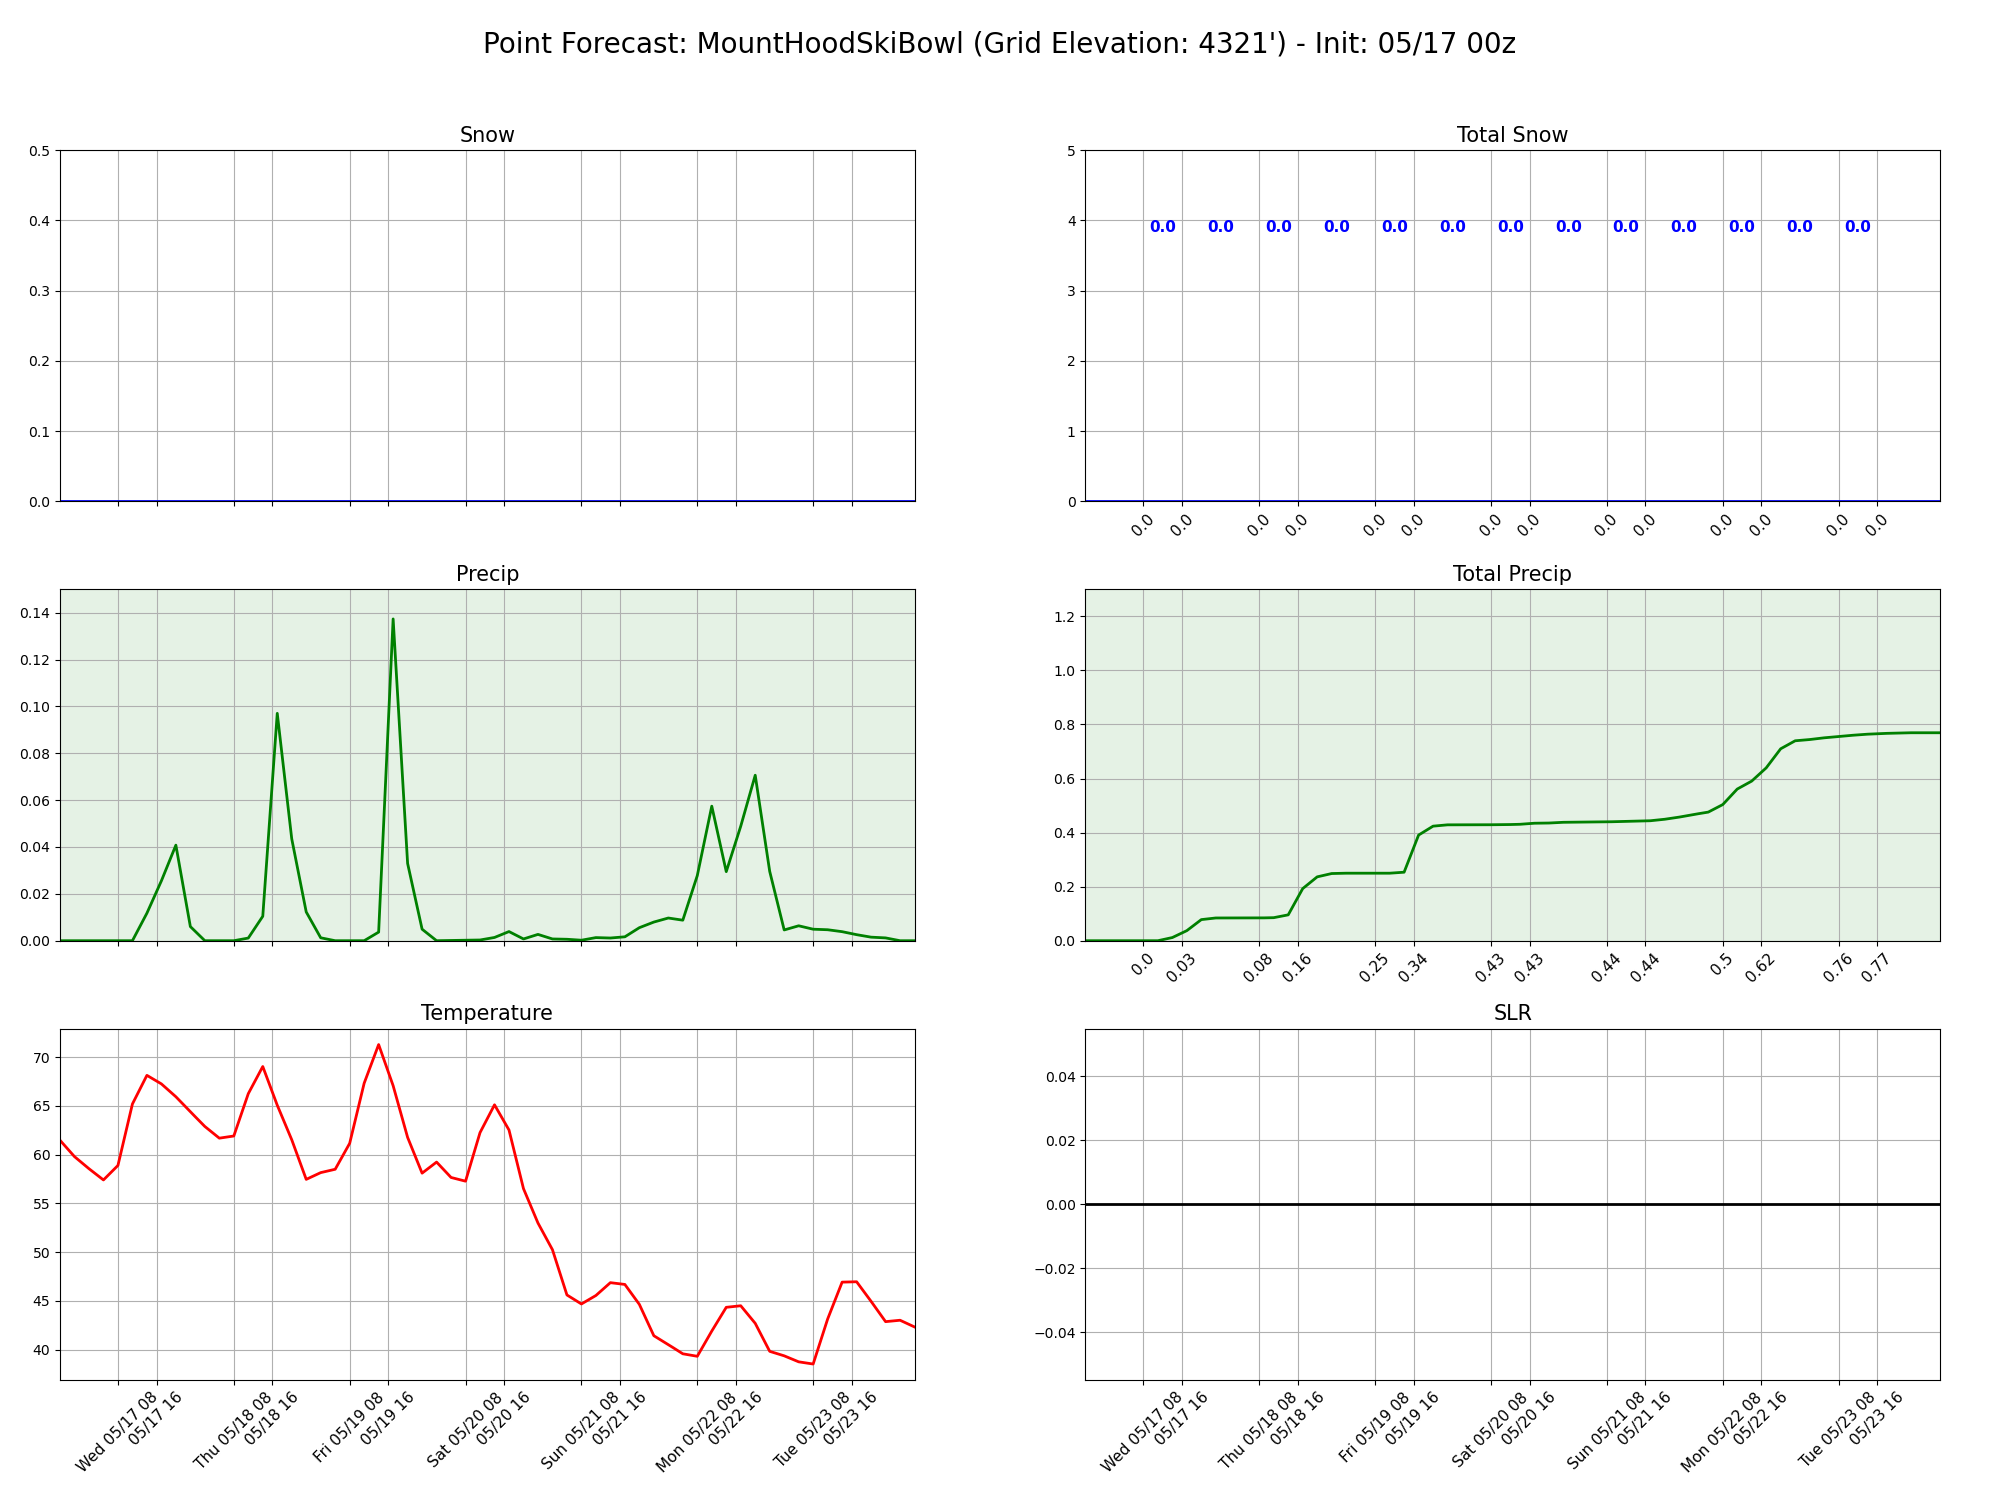 Point Forecast: MountHoodSkiBowl (Grid Elevation: 4321') - Init: 05/17 00z
Snow
0.5
0.4
0.3
0.2
0.1
0.0
Total Snow
5
4
3
2
1
0
0.0 0.0 0.0 0.0 0.0 0.0 0.0 0.0 0.0 0.0 0.0 0.0 0.0
0.0 0.0 0.0 0.0 0.0 0.0 0.0 0.0 0.0 0.0 0.0 0.0 0.0 0.0
Precip
0.14
0.12
0.10
0.08
0.06
0.04
0.02
0.00
Total Precip
1.2
1.0
0.8
0.6
0.4
0.2
0.0
0.0 0.03 0.08 0.16 0.25 0.34 0.43 0.43 0.44 0.44 0.5 0.62 0.76 0.77
Temperature
70
65
60
55
50
45
40
Wed 05/17 08
05/17 16
Thu 05/18 08
05/18 16
Fri 05/19 08
05/19 16
Sat 05/20 08
05/20 16
Sun 05/21 08
05/21 16
Mon 05/22 08
05/22 16
Tue 05/23 08
05/23 16
SLR
0.04
0.02
0.00
−0.02
−0.04
Wed 05/17 08
05/17 16
Thu 05/18 08
05/18 16
Fri 05/19 08
05/19 16
Sat 05/20 08
05/20 16
Sun 05/21 08
05/21 16
Mon 05/22 08
05/22 16
Tue 05/23 08
05/23 16